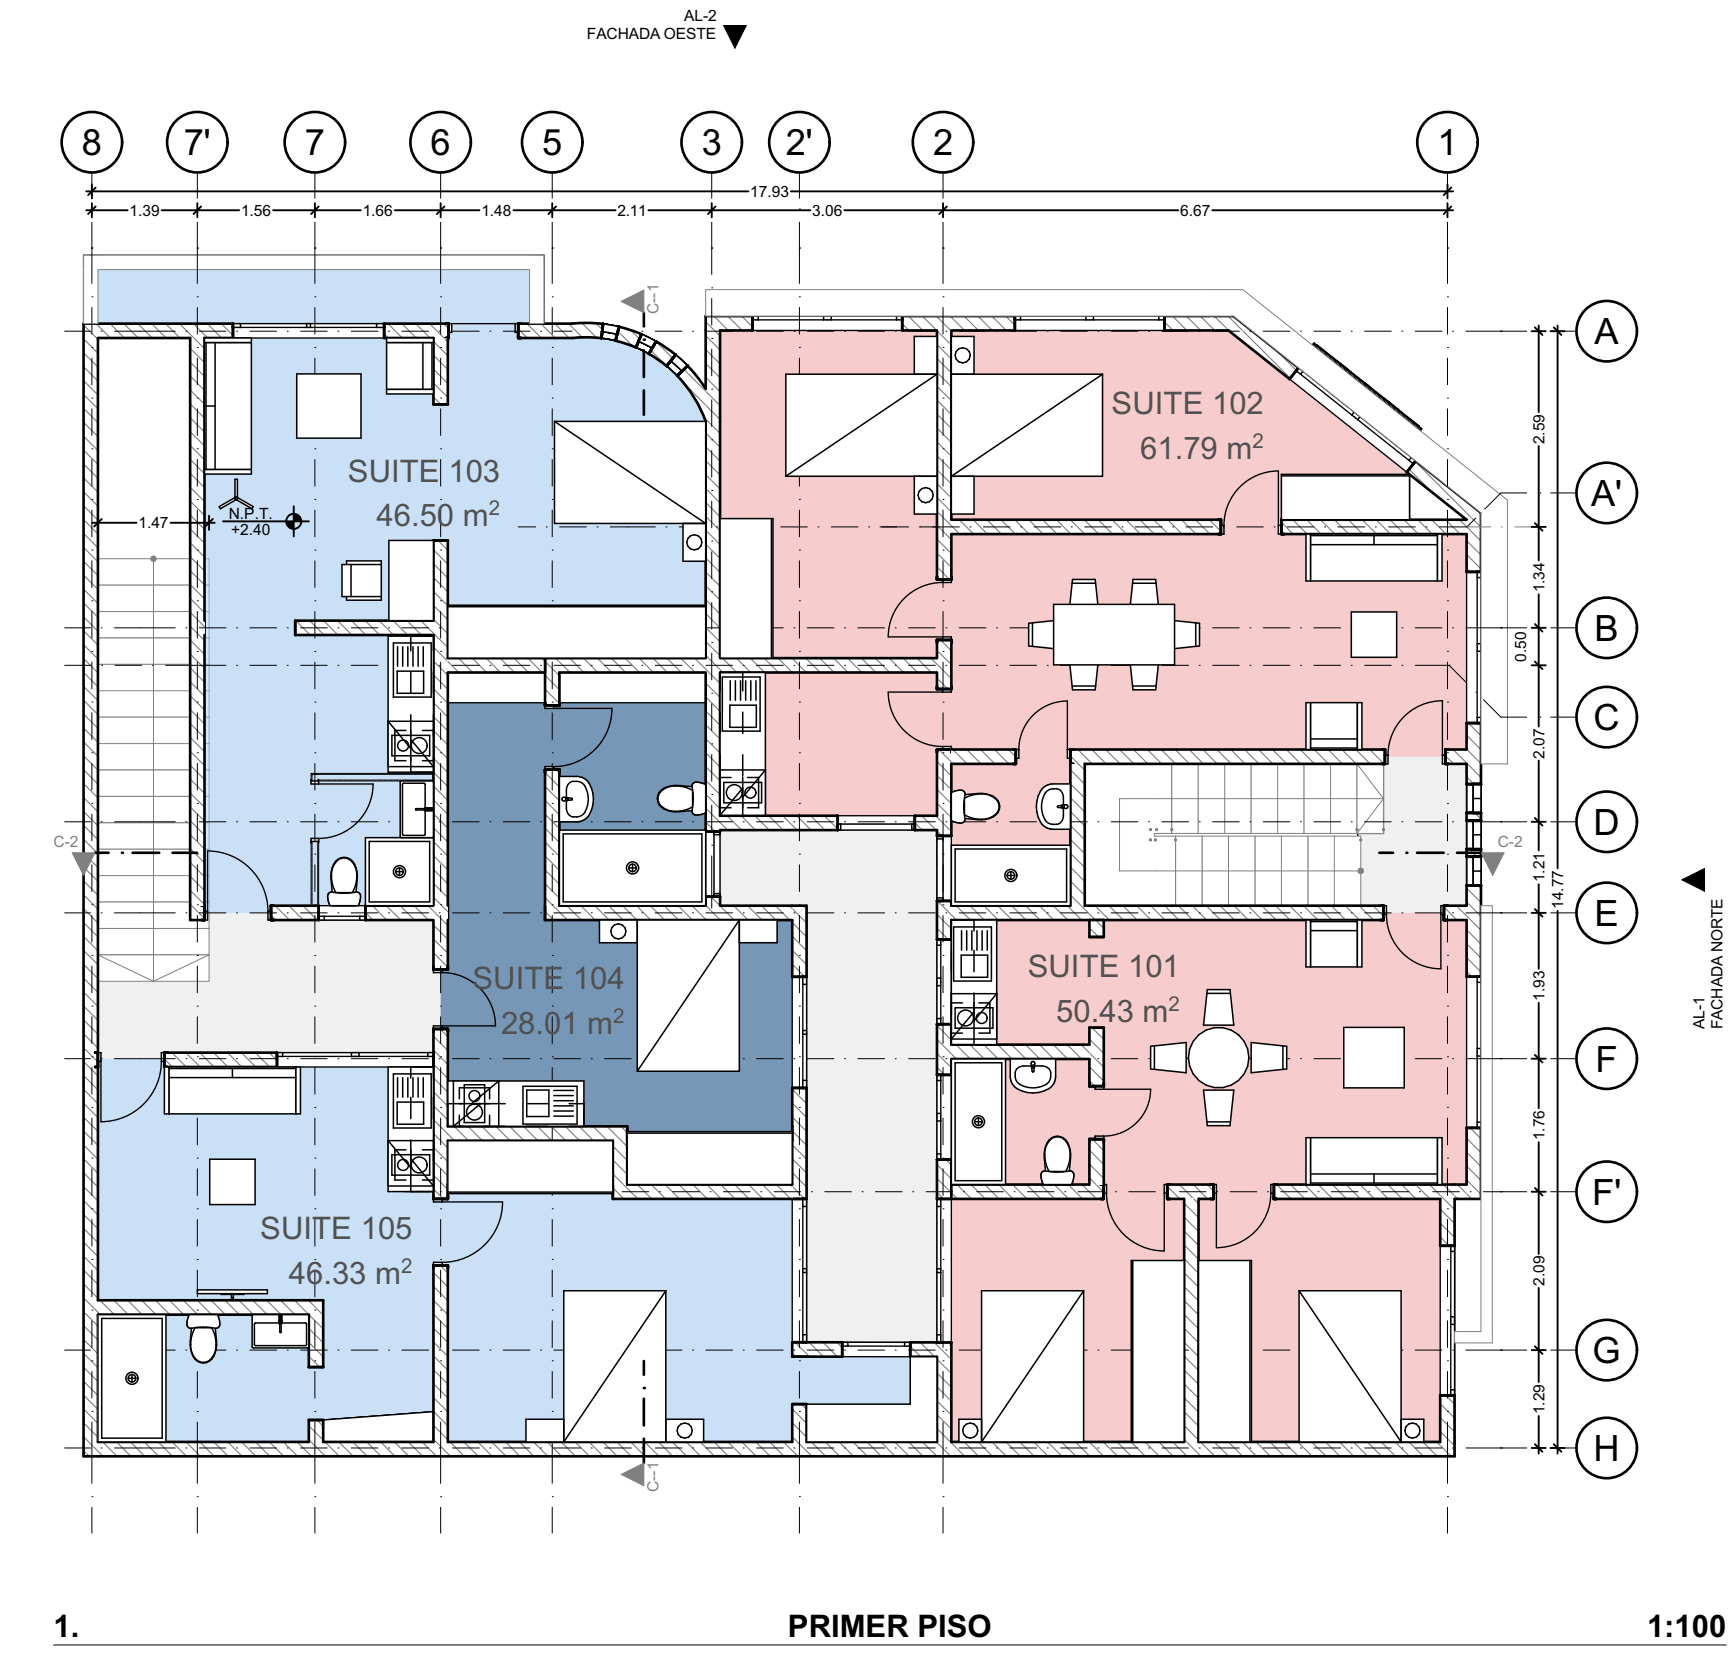 AL-2
FACHADA OESTE
8 7' 7 6 5 3 2' 2 1
17.93
1.39 1.56 1.66 1.48 2.11 3.06 6.67
C-1
A
SUITE 102
61.79 m²
2.59
SUITE 103
46.50 m²
A'
N.P.T.
+2.40
1.47
1.34
B
0.50
C
2.07
D
C-2
C-2
1.21
14.77
E
AL-1
FACHADA NORTE
SUITE 104
28.01 m²
SUITE 101
50.43 m²
1.93
F
1.76
F'
SUITE 105
46.33 m²
2.09
G
1.29
H
C-1
1. PRIMER PISO 1:100